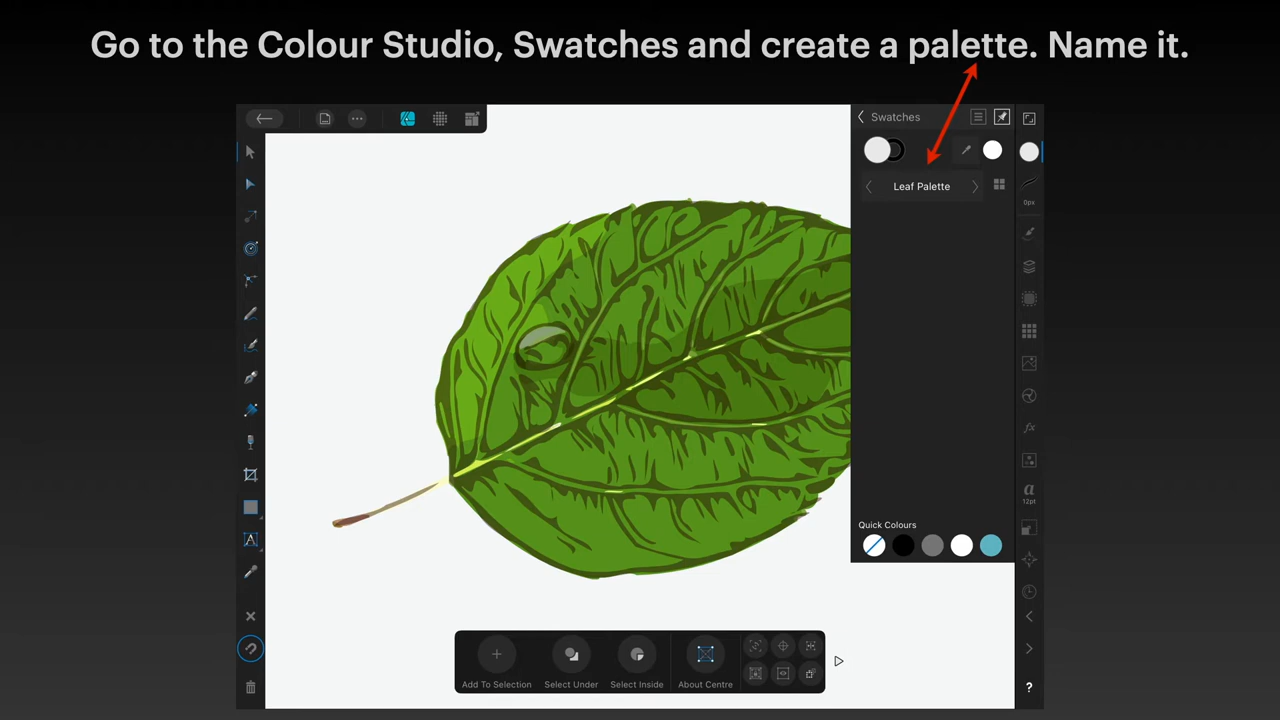 Go to the Colour Studio, Swatches and create a palette. Name it.
Swatches
Leaf Palette
0px
fx
a
12pt
A
Quick Colours
Add To Selection
Select Under
Select Inside
About Centre
?